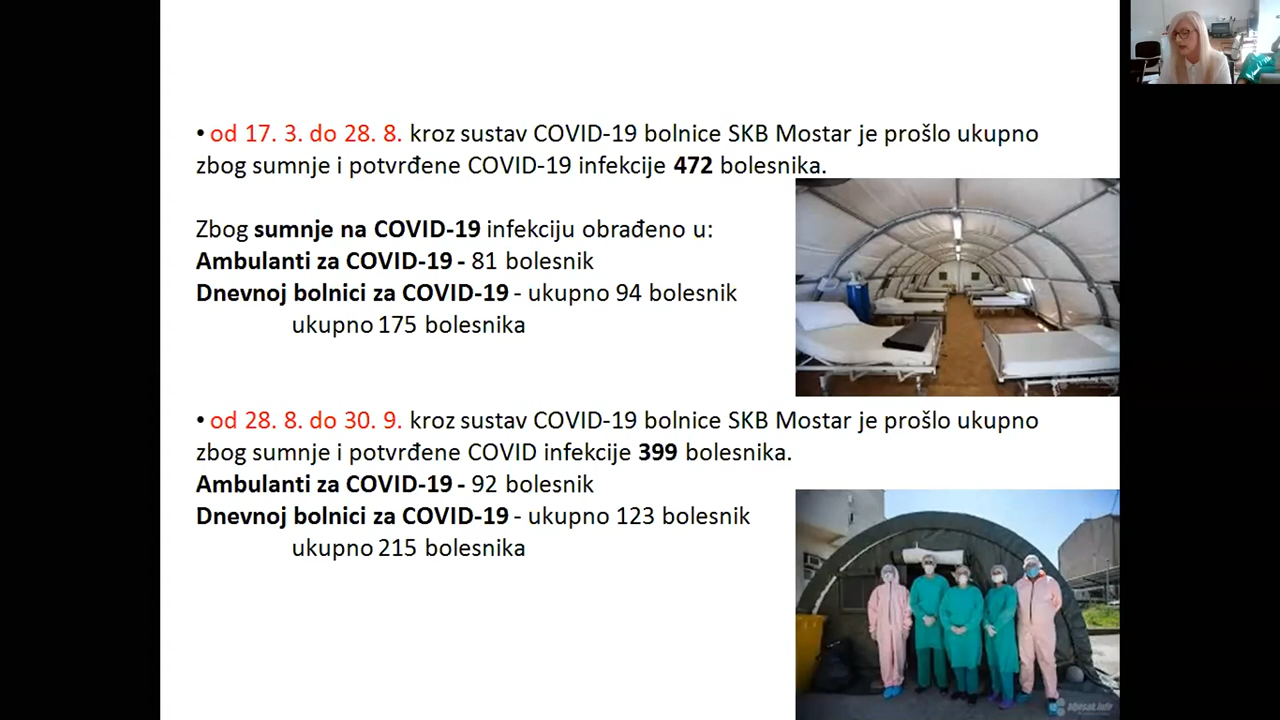 • od 17. 3. do 28. 8. kroz sustav COVID-19 bolnice SKB Mostar je prošlo ukupno
zbog sumnje i potvrđene COVID-19 infekcije 472 bolesnika.
Zbog sumnje na COVID-19 infekciju obrađeno u:
Ambulanti za COVID-19 - 81 bolesnik
Dnevnoj bolnici za COVID-19 - ukupno 94 bolesnik
ukupno 175 bolesnika
• od 28. 8. do 30. 9. kroz sustav COVID-19 bolnice SKB Mostar je prošlo ukupno
zbog sumnje i potvrđene COVID infekcije 399 bolesnika.
Ambulanti za COVID-19 - 92 bolesnik
Dnevnoj bolnici za COVID-19 - ukupno 123 bolesnik
ukupno 215 bolesnika